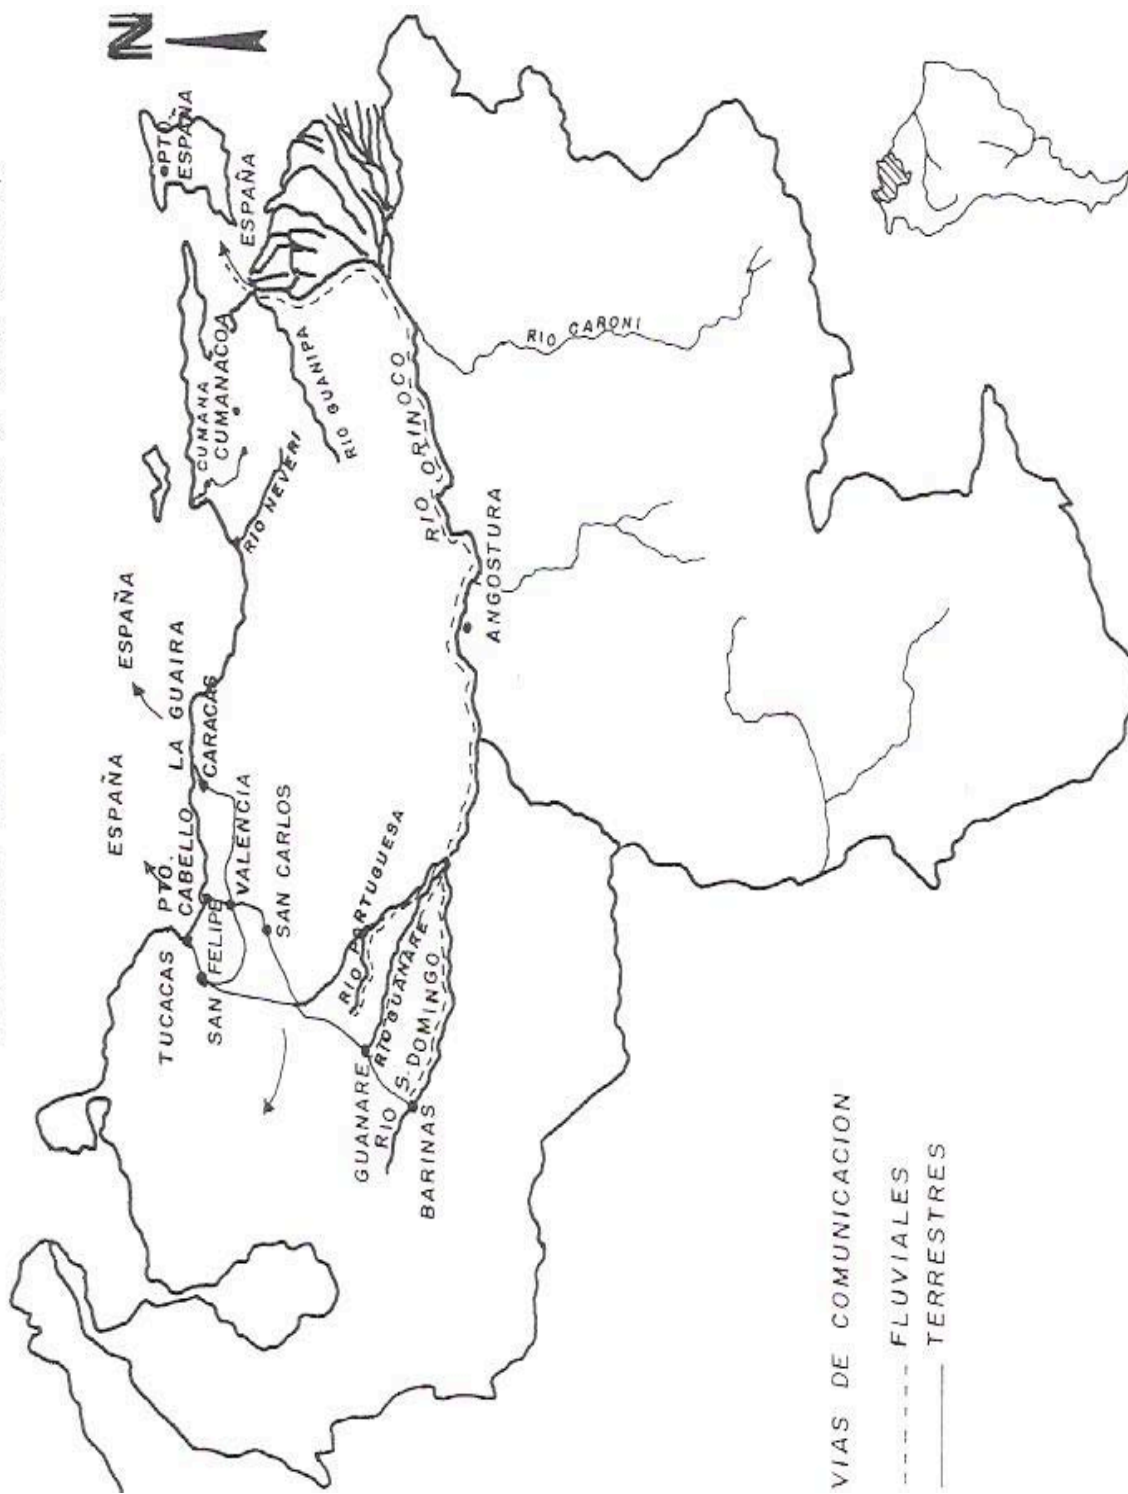 N
PTO.
ESPAÑA
ESPAÑA
ESPAÑA
ESPAÑA
CUMANA
CUMANACOA
RIO NEVERI
RIO GUANIPA
RIO ORINOCO
RIO CARONI
ANGOSTURA
LA GUAIRA
CARACAS
PTO.
CABELLO
VALENCIA
SAN CARLOS
TUCACAS
SAN FELIPE
RIO PORTUGUESA
RIO GUANARE
RIO S. DOMINGO
GUANARE
BARINAS
VIAS DE COMUNICACION
FLUVIALES
TERRESTRES